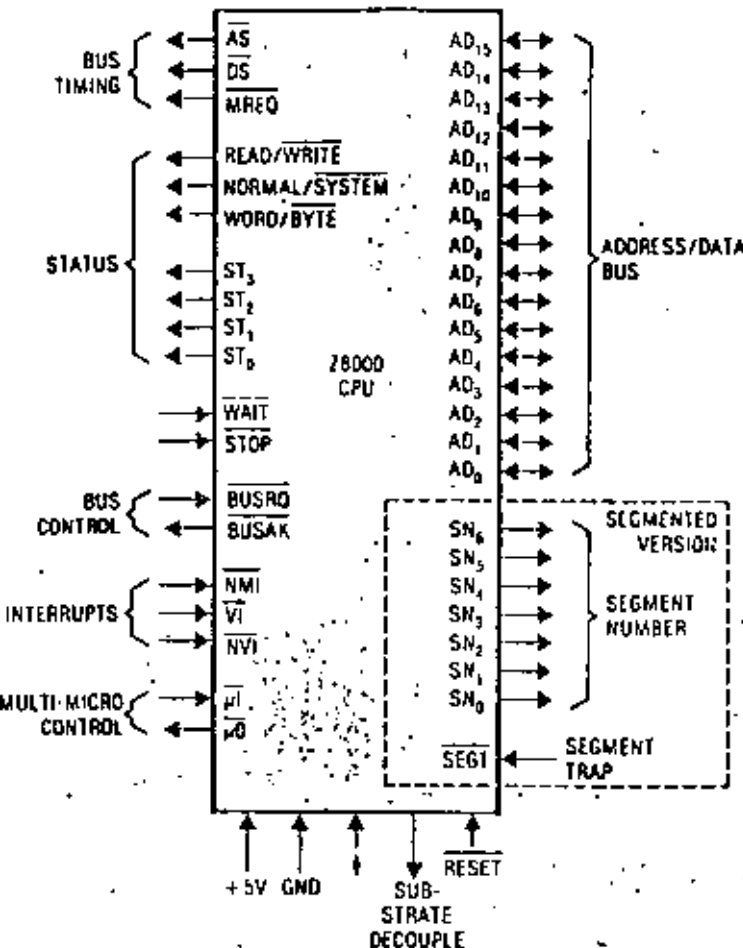 BUS
TIMING
AS
DS
MREQ
STATUS
READ/WRITE
NORMAL/SYSTEM
WORD/BYTE
ST3
ST2
ST1
ST0
WAIT
STOP
BUS
CONTROL
BUSRQ
BUSAK
INTERRUPTS
NMI
VI
NVI
MULTI-MICRO
CONTROL
μI
μO
Z8000
CPU
AD15
AD14
AD13
AD12
AD11
AD10
AD9
AD8
AD7
AD6
AD5
AD4
AD3
AD2
AD1
AD0
ADDRESS/DATA
BUS
SEGMENTED
VERSION
SN6
SN5
SN4
SN3
SN2
SN1
SN0
SEGMENT
NUMBER
SEGT
SEGMENT
TRAP
+5V
GND
SUB-
STRATE
DECOUPLE
RESET